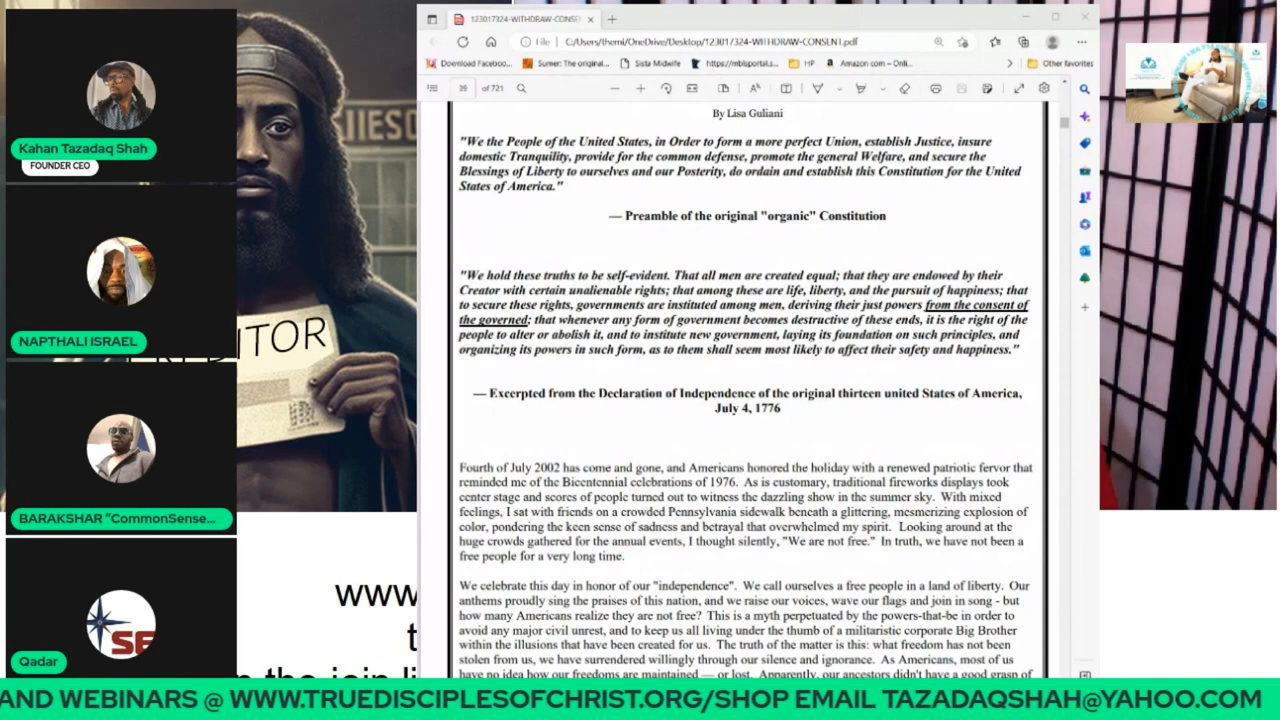 Kahan Tazadaq Shah
FOUNDER CEO
NAPTHALI ISRAEL
BARAKSHAR "CommonSense...
Qadar
SE
IIESC
EDITOR
www
t
n the join li
123017324-WITHDRAW-CONSE
File
C:/Users/themi/OneDrive/Desktop/123017324-WITHDRAW-CONSENT.pdf
Download Faceboo...
Sumer: The original...
Sista Midwife
https://mblsportal.s...
HP
Amazon.com – Onli...
Other favorites
of 721
By Lisa Guliani
"We the People of the United States, in Order to form a more perfect Union, establish Justice, insure
domestic Tranquility, provide for the common defense, promote the general Welfare, and secure the
Blessings of Liberty to ourselves and our Posterity, do ordain and establish this Constitution for the United
States of America."
— Preamble of the original "organic" Constitution
"We hold these truths to be self-evident. That all men are created equal; that they are endowed by their
Creator with certain unalienable rights; that among these are life, liberty, and the pursuit of happiness; that
to secure these rights, governments are instituted among men, deriving their just powers from the consent of
the governed; that whenever any form of government becomes destructive of these ends, it is the right of the
people to alter or abolish it, and to institute new government, laying its foundation on such principles, and
organizing its powers in such form, as to them shall seem most likely to affect their safety and happiness."
— Excerpted from the Declaration of Independence of the original thirteen united States of America,
July 4, 1776
Fourth of July 2002 has come and gone, and Americans honored the holiday with a renewed patriotic fervor that
reminded me of the Bicentennial celebrations of 1976. As is customary, traditional fireworks displays took
center stage and scores of people turned out to witness the dazzling show in the summer sky. With mixed
feelings, I sat with friends on a crowded Pennsylvania sidewalk beneath a glittering, mesmerizing explosion of
color, pondering the keen sense of sadness and betrayal that overwhelmed my spirit. Looking around at the
huge crowds gathered for the annual events, I thought silently, "We are not free." In truth, we have not been a
free people for a very long time.
We celebrate this day in honor of our "independence". We call ourselves a free people in a land of liberty. Our
anthems proudly sing the praises of this nation, and we raise our voices, wave our flags and join in song - but
how many Americans realize they are not free? This is a myth perpetuated by the powers-that-be in order to
avoid any major civil unrest, and to keep us all living under the thumb of a militaristic corporate Big Brother
within the illusions that have been created for us. The truth of the matter is this: what freedom has not been
stolen from us, we have surrendered willingly through our silence and ignorance. As Americans, most of us
have no idea how our freedoms are maintained — or lost. Apparently, our ancestors didn't have a good grasp of
AND WEBINARS @ WWW.TRUEDISCIPLESOFCHRIST.ORG/SHOP EMAIL TAZADAQSHAH@YAHOO.COM